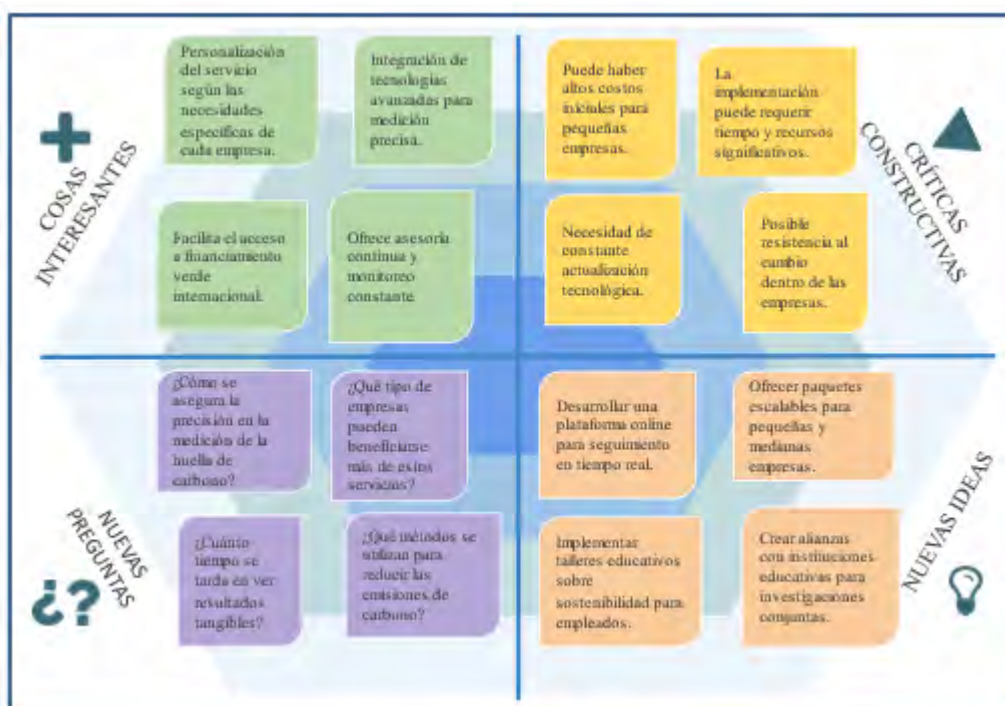 COSAS
INTERESANTES
Personalización
del servicio
según las
necesidades
específicas de
cada empresa.
Integración de
tecnologías
avanzadas para
medición
precisa.
Facilita el acceso
a financiamiento
verde
internacional.
Ofrece asesoría
continua y
monitoreo
constante
Puede haber
altos costos
iniciales para
pequeñas
empresas.
La
implementación
puede requerir
tiempo y recursos
significativos.
Necesidad de
constante
actualización
tecnológica.
Posible
resistencia al
cambio
dentro de las
empresas.
CRÍTICAS
CONSTRUCTIVAS
¿Cómo se
asegura la
precisión en la
medición de la
huella de
carbono?
¿Qué tipo de
empresas
pueden
beneficiarse
más de estos
servicios?
¿Cuánto
tiempo se
tarda en ver
resultados
tangibles?
¿Qué métodos se
utilizan para
reducir las
emisiones de
carbono?
NUEVAS
PREGUNTAS
¿?
Desarrollar una
plataforma online
para seguimiento
en tiempo real.
Ofrecer paquetes
escalables para
pequeñas y
medianas
empresas.
Implementar
talleres educativos
sobre
sostenibilidad para
empleados.
Crear alianzas
con instituciones
educativas para
investigaciones
conjuntas.
NUEVAS IDEAS